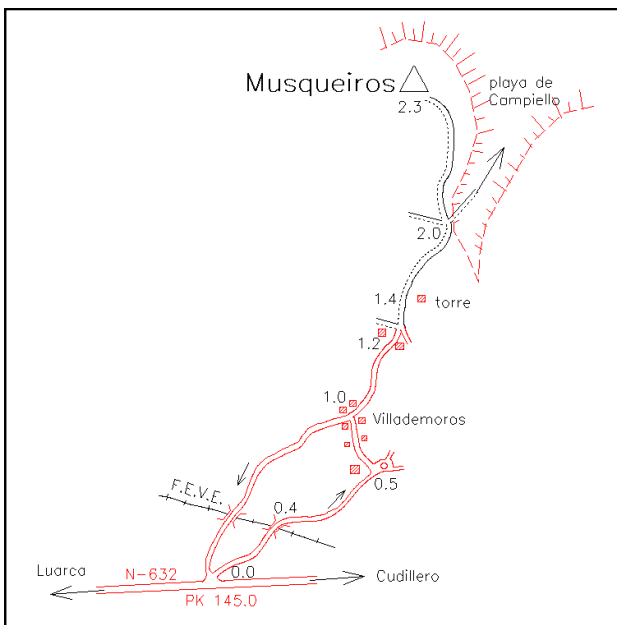 Musqueiros
playa de
Campiello
2.3
2.0
1.4
torre
1.2
1.0
Villademoros
F.E.V.E.
0.4
0.5
Luarca
N-632
0.0
Cudillero
PK 145.0